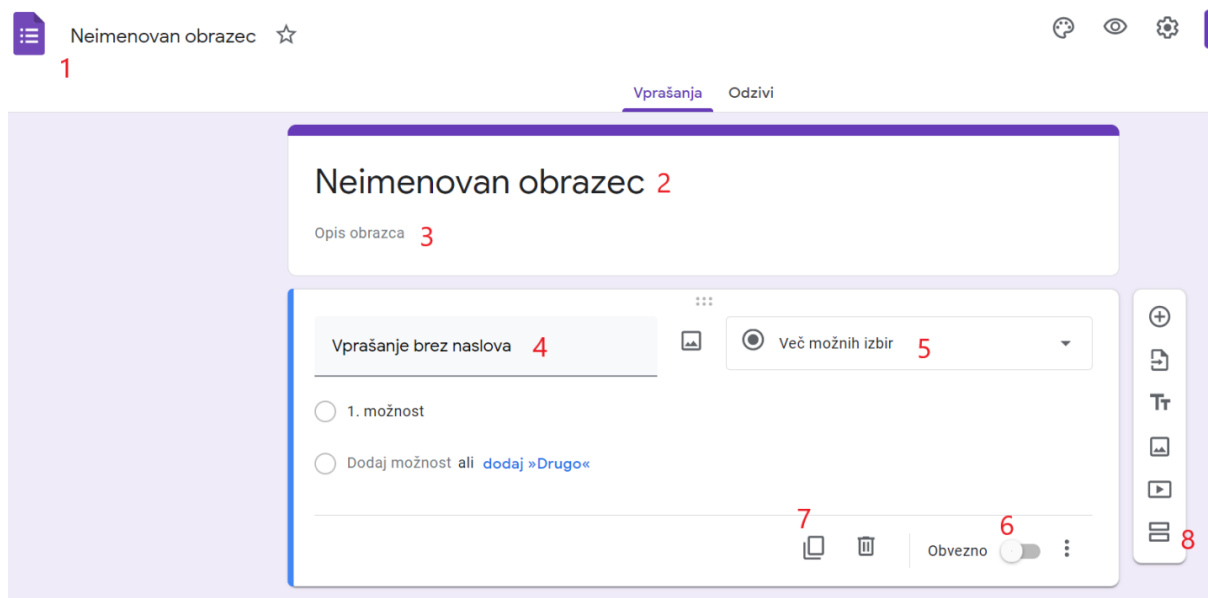 Neimenovan obrazec
1
Vprašanja Odzivi
Neimenovan obrazec 2
Opis obrazca 3
Vprašanje brez naslova 4
Več možnih izbir 5
Tт
1. možnost
Dodaj možnost ali dodaj »Drugo«
7
6
Obvezno
8